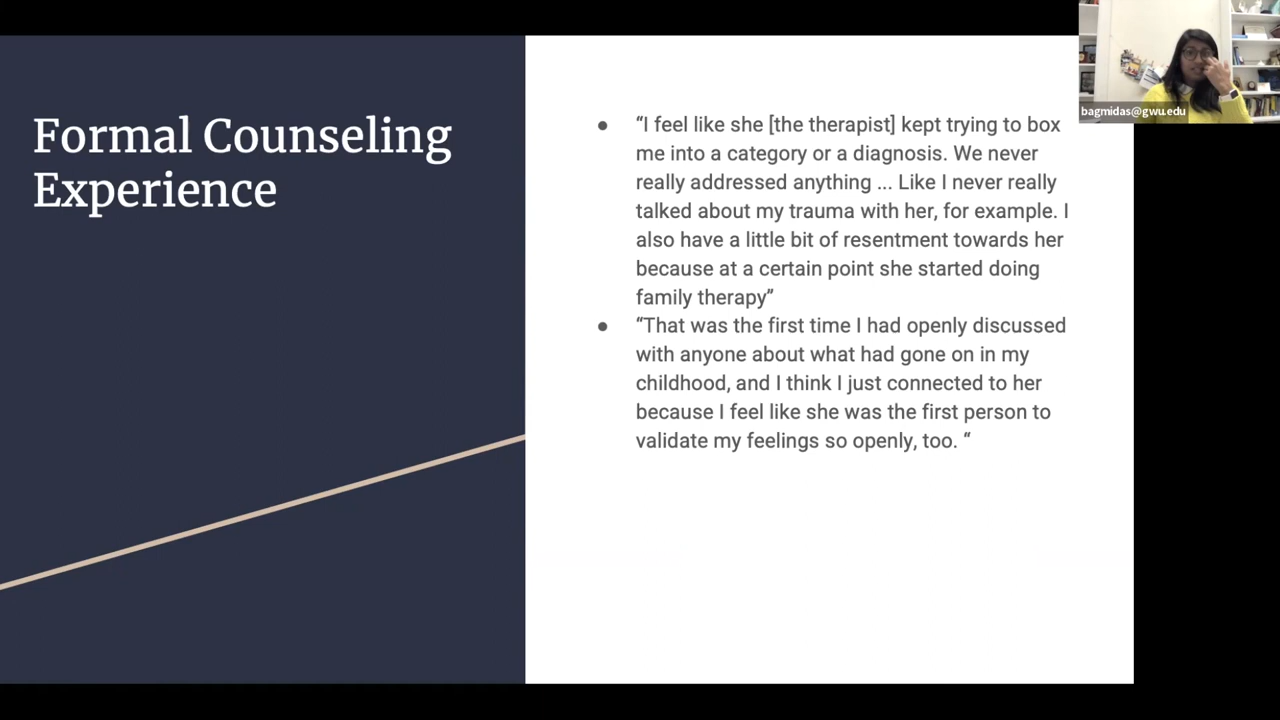 Formal Counseling
Experience
● “I feel like she [the therapist] kept trying to box
me into a category or a diagnosis. We never
really addressed anything ... Like I never really
talked about my trauma with her, for example. I
also have a little bit of resentment towards her
because at a certain point she started doing
family therapy”
● “That was the first time I had openly discussed
with anyone about what had gone on in my
childhood, and I think I just connected to her
because I feel like she was the first person to
validate my feelings so openly, too. “
bagmidas@gwu.edu